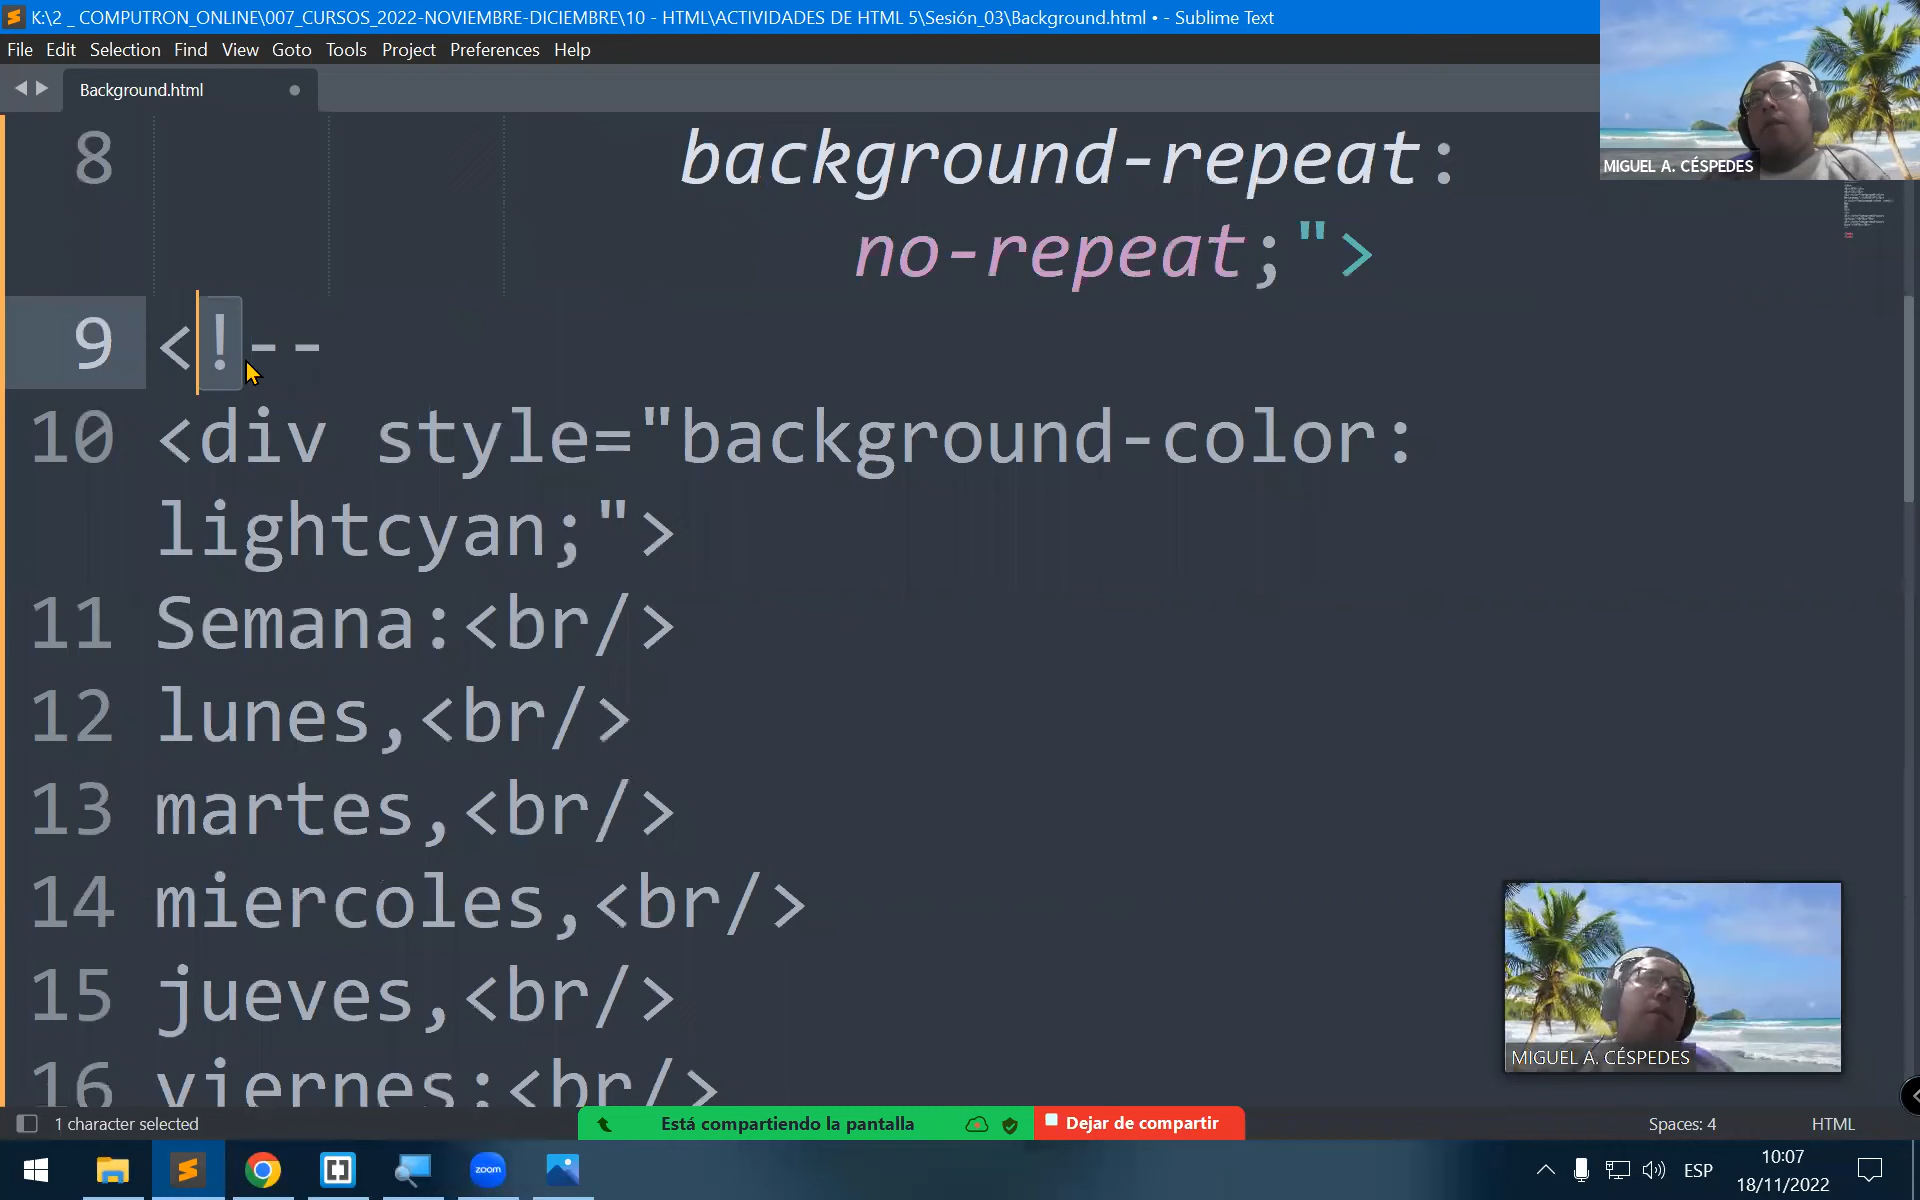 K:\2 _ COMPUTRON_ONLINE\007_CURSOS_2022-NOVIEMBRE-DICIEMBRE\10 - HTML\ACTIVIDADES DE HTML 5\Sesión_03\Background.html • - Sublime Text
File Edit Selection Find View Goto Tools Project Preferences Help
Background.html
MIGUEL A. CÉSPEDES
8 background-repeat:
no-repeat;">
9 <!--
10 <div style="background-color:
lightcyan;">
11 Semana:<br/>
12 lunes,<br/>
13 martes,<br/>
14 miercoles,<br/>
15 jueves,<br/>
16 viernes:<br/>
MIGUEL A. CÉSPEDES
1 character selected
Está compartiendo la pantalla
Dejar de compartir
Spaces: 4
HTML
zoom
ESP
10:07
18/11/2022